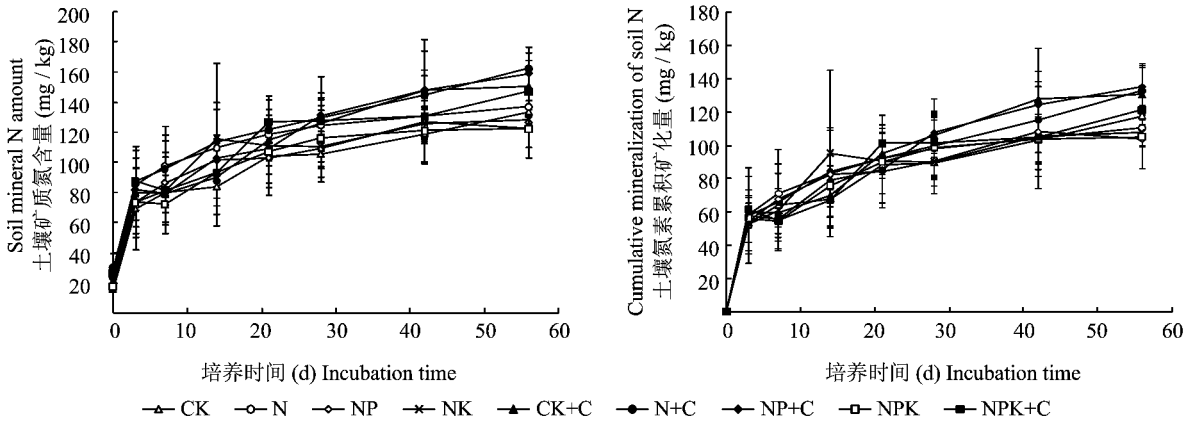 Soil mineral N amount
土壤矿质氮含量 (mg / kg)
200
180
160
140
120
100
80
60
40
20
0 10 20 30 40 50 60
培养时间 (d) Incubation time
Cumulative mineralization of soil N
土壤氮素累积矿化量 (mg / kg)
180
160
140
120
100
80
60
40
20
0
0 10 20 30 40 50 60
培养时间 (d) Incubation time
CK N NP NK CK+C N+C NP+C NPK NPK+C